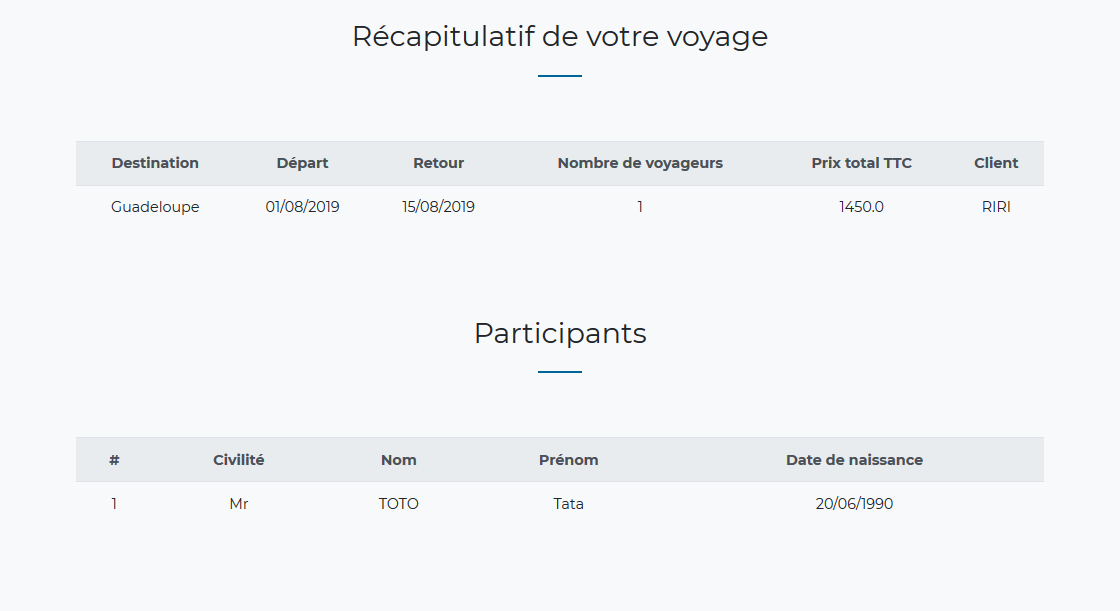 Récapitulatif de votre voyage
Destination Départ Retour Nombre de voyageurs Prix total TTC Client
Guadeloupe 01/08/2019 15/08/2019 1 1450.0 RIRI
Participants
# Civilité Nom Prénom Date de naissance
1 Mr TOTO Tata 20/06/1990